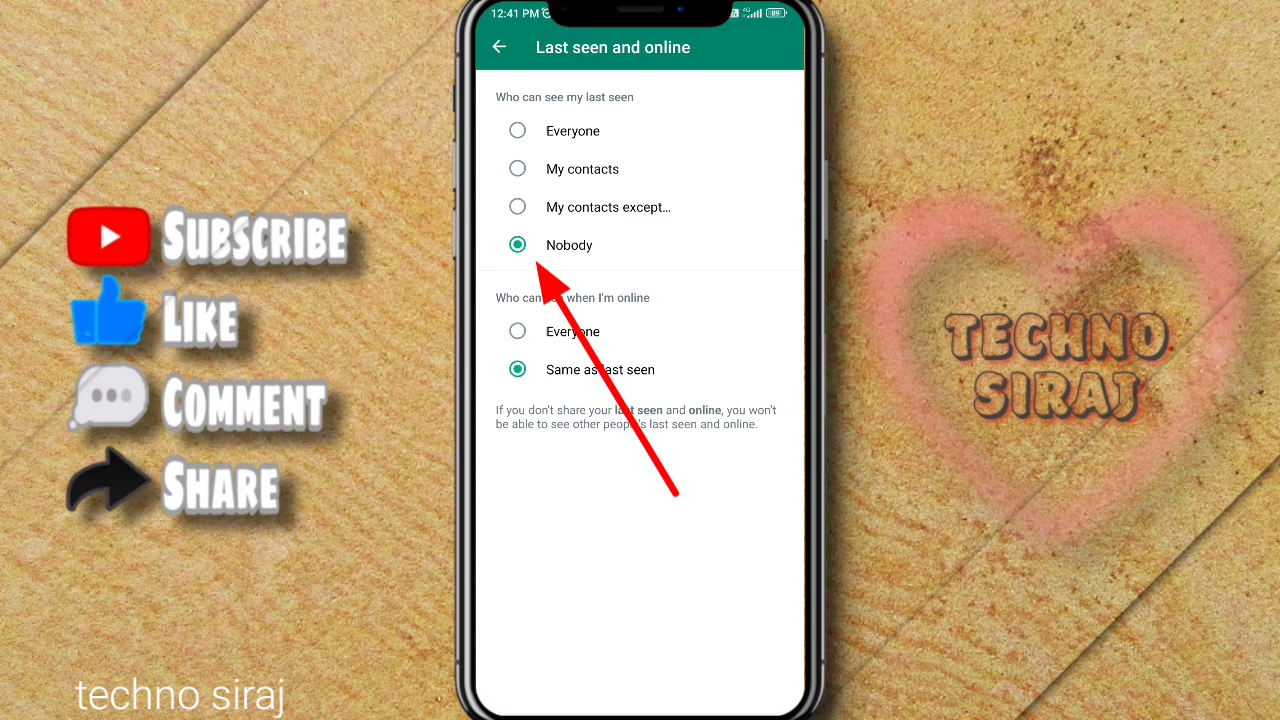 12:41 PM
4G
89
Last seen and online
Who can see my last seen
Everyone
My contacts
My contacts except...
Nobody
Who can when I'm online
Everyone
Same as last seen
If you don't share your last seen and online, you won't
be able to see other people's last seen and online.
SUBSCRIBE
LIKE
COMMENT
SHARE
TECHNO
SIRAJ
techno siraj